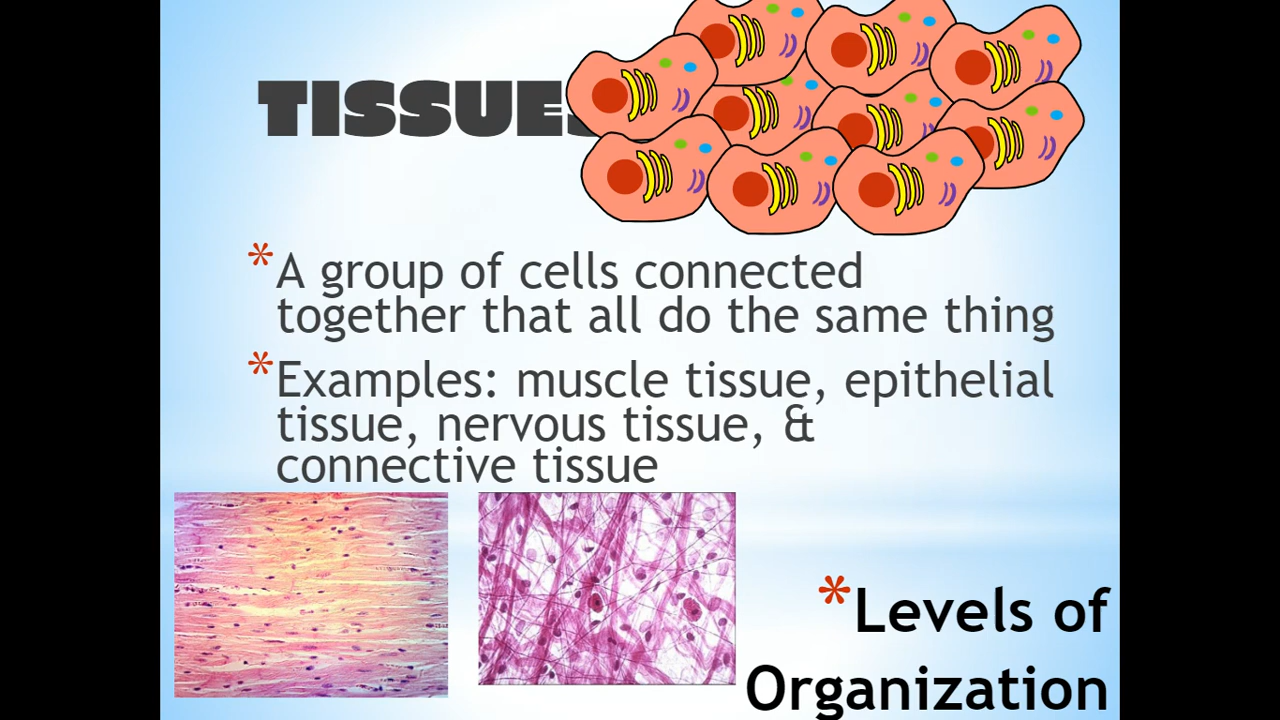 TISSUES
*A group of cells connected
together that all do the same thing
*Examples: muscle tissue, epithelial
tissue, nervous tissue, &
connective tissue
*Levels of
Organization